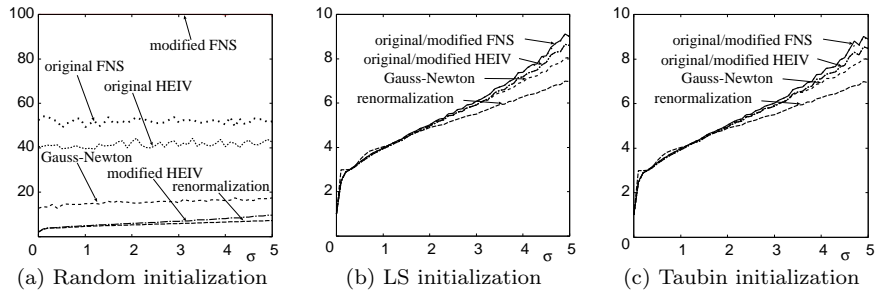 100
80
60
40
20
0
0
1
2
3
4
5
σ
modified FNS
original FNS
original HEIV
Gauss-Newton
modified HEIV
renormalization
(a) Random initialization
10
8
6
4
2
0
1
2
3
4
5
σ
original/modified FNS
original/modified HEIV
Gauss-Newton
renormalization
(b) LS initialization
10
8
6
4
2
0
1
2
3
4
5
σ
original/modified FNS
original/modified HEIV
Gauss-Newton
renormalization
(c) Taubin initialization